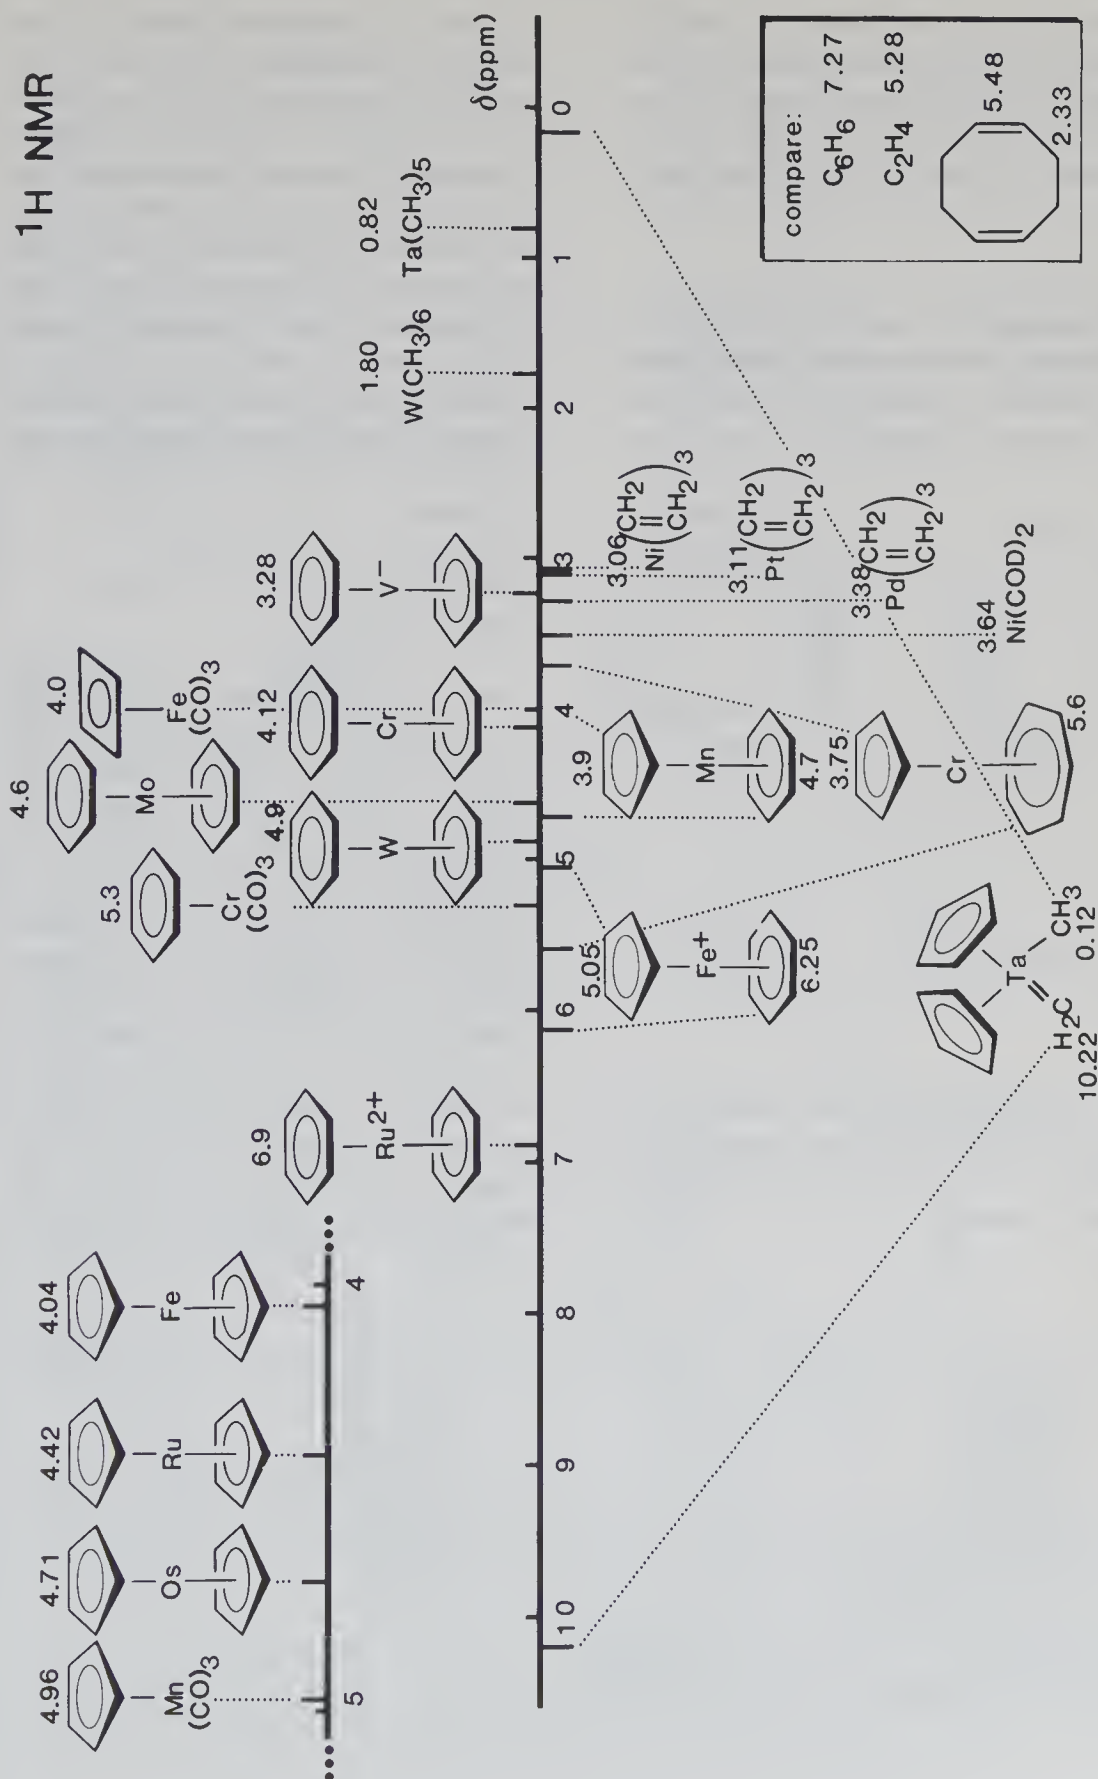 ¹H NMR
4.96
Mn
(CO)₃
4.71
Os
4.42
Ru
4.04
Fe
5
4
6.9
Ru²⁺
5.3
Cr
(CO)₃
4.6
Mo
4.0
Fe
(CO)₃
4.9
W
4.12
Cr
3.28
V⁻
1.80
W(CH₃)₆
0.82
Ta(CH₃)₅
δ(ppm)
10
9
8
7
6
5
4
3
2
1
0
5.05
Fe⁺
6.25
3.9
Mn
4.7
3.75
Cr
5.6
3.06
Ni(CH₂=CH₂)₃
3.11
Pt(CH₂=CH₂)₃
3.38
Pd(CH₂=CH₂)₃
3.64
Ni(COD)₂
Ta
H₂C
10.22
CH₃
0.12
compare:
C₆H₆ 7.27
C₂H₄ 5.28
5.48
2.33